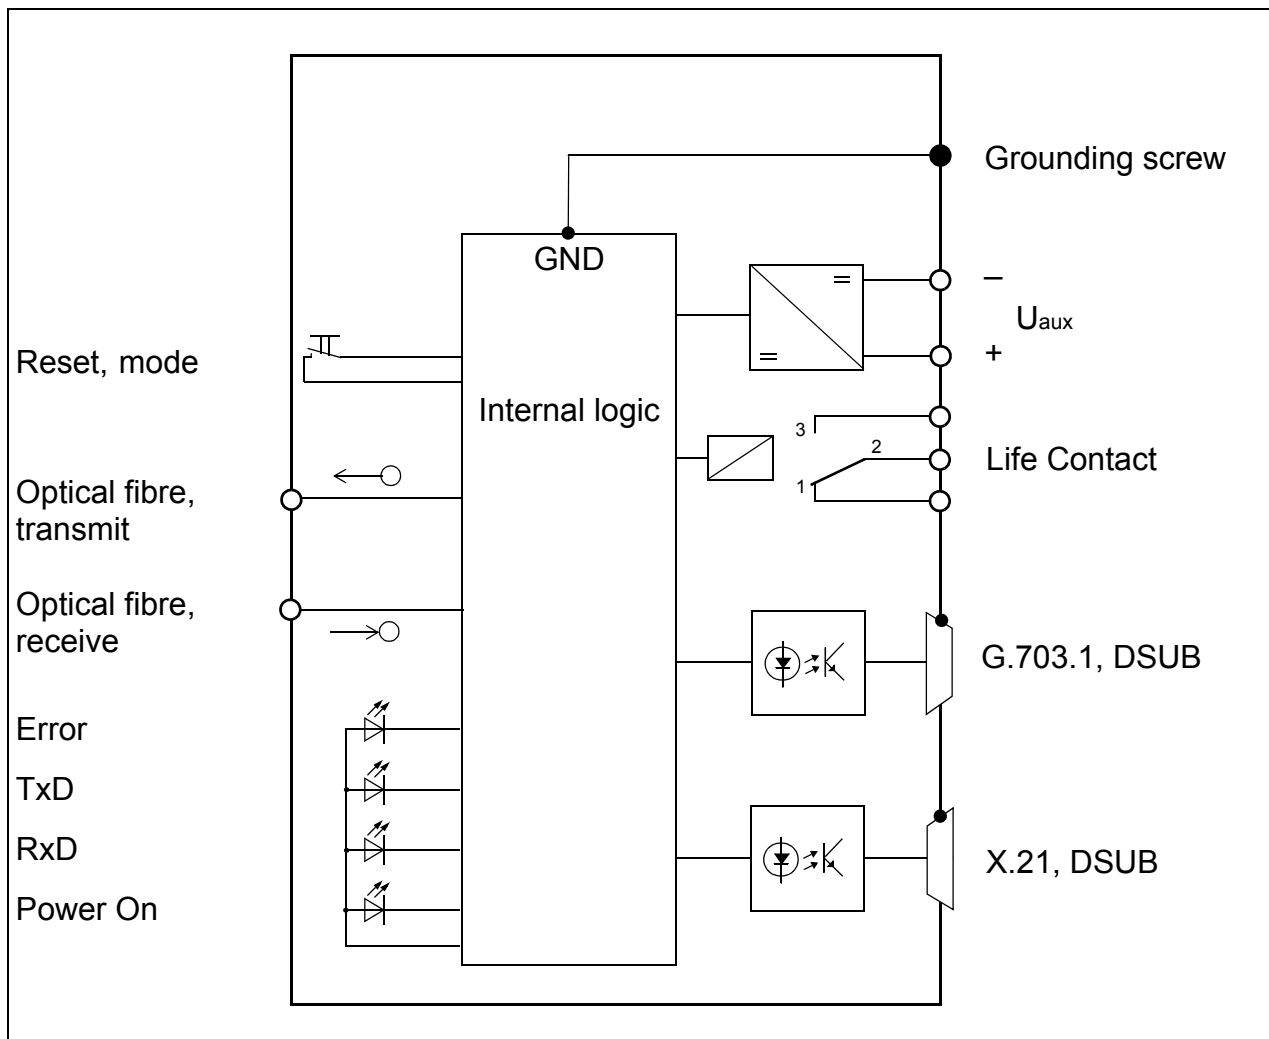 Grounding screw
GND
–
Uaux
+
Reset, mode
Internal logic
3
2
1
Life Contact
Optical fibre,
transmit
Optical fibre,
receive
G.703.1, DSUB
Error
TxD
RxD
Power On
X.21, DSUB